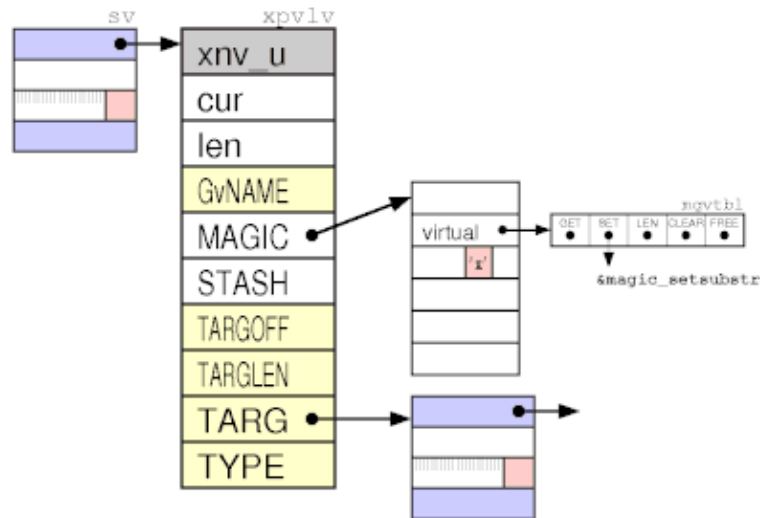 sv
xpvlv
xnv_u
cur
len
GvNAME
MAGIC
STASH
TARGOFF
TARGLEN
TARG
TYPE
virtual
'x'
mgvtbl
GET SET LEN CLEAR FREE
&magic_setsubstr